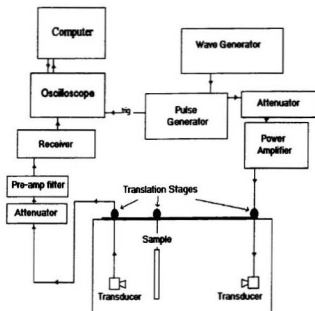 Computer
Wave Generator
Oscilloscope
trig
Pulse
Generator
Attenuator
Receiver
Power
Amplifier
Pre-amp filter
Translation Stages
Attenuator
Sample
Transducer
Transducer